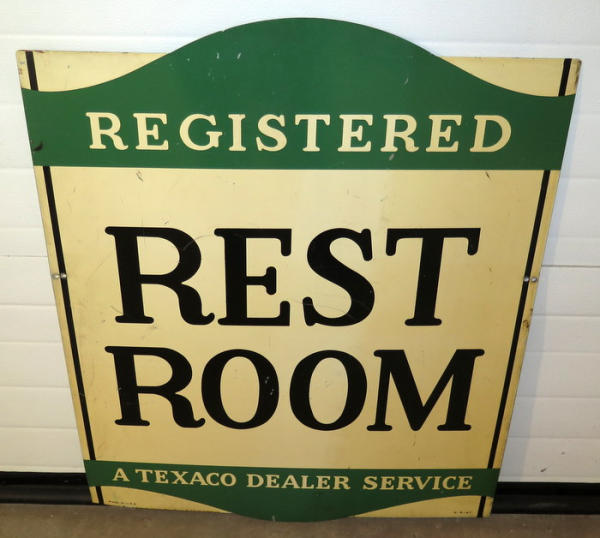 REGISTERED
REST
ROOM
A TEXACO DEALER SERVICE